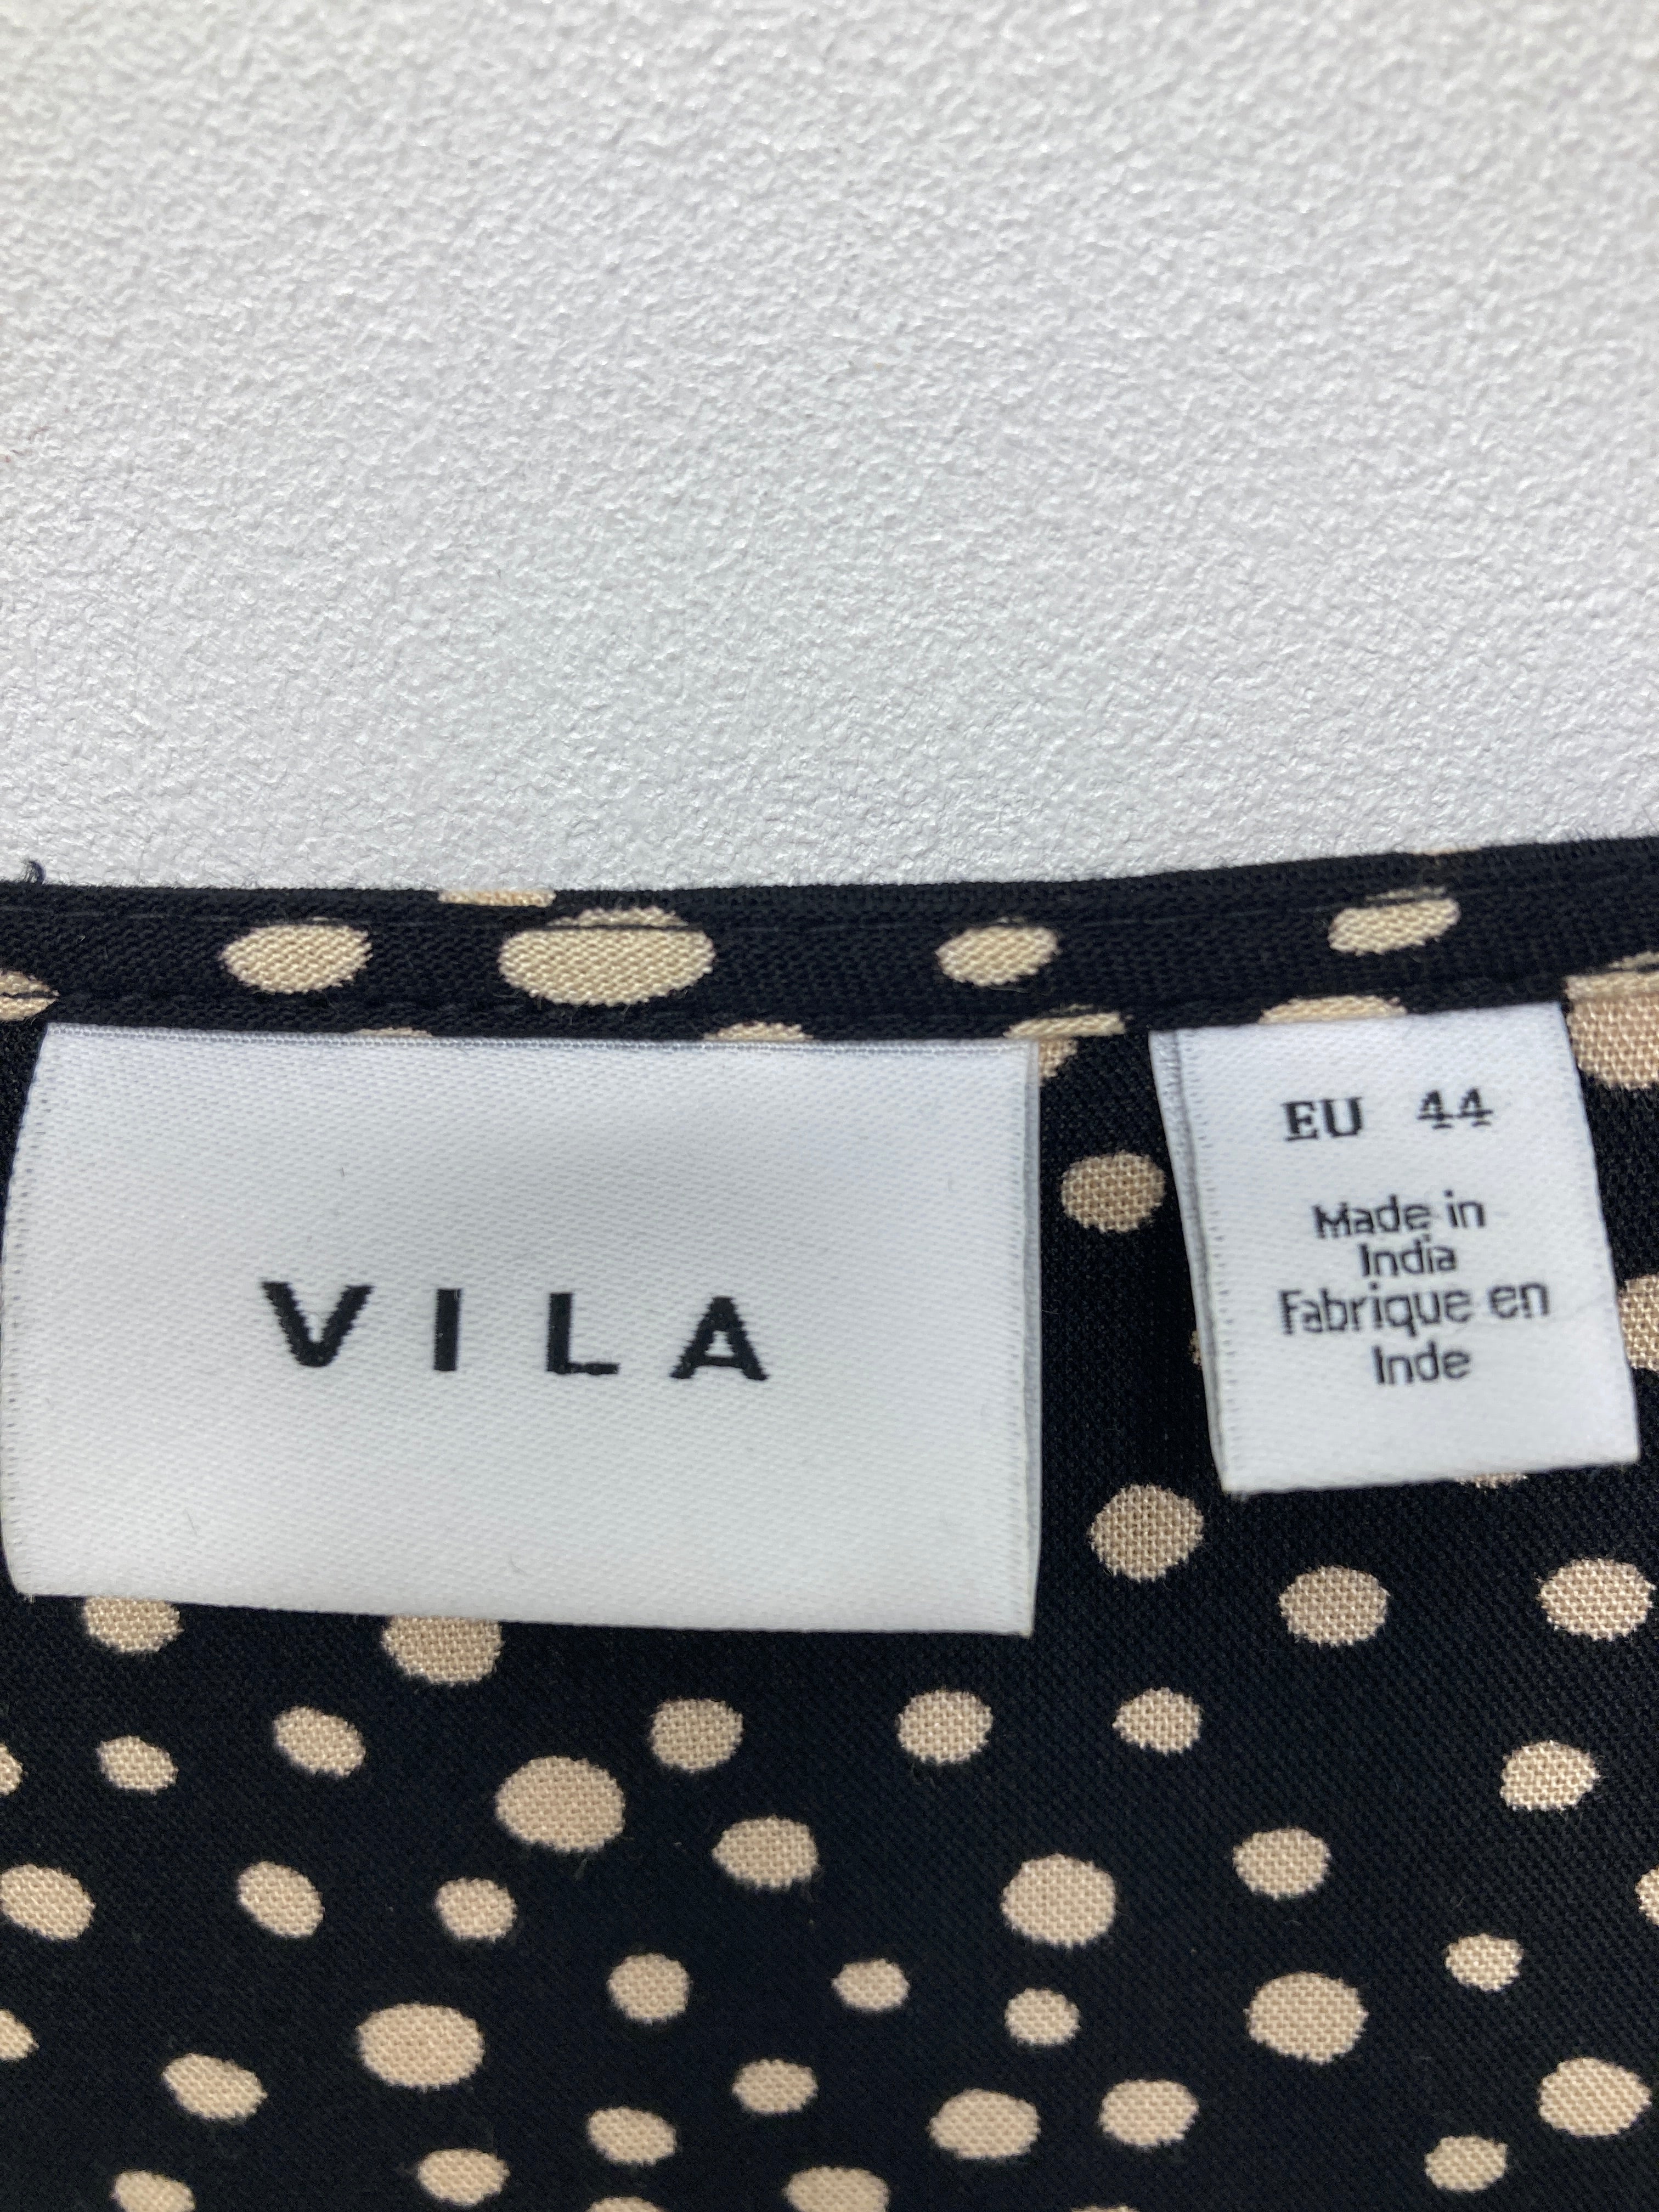 VILA
EU 44
Made in
India
Fabrique en
Inde